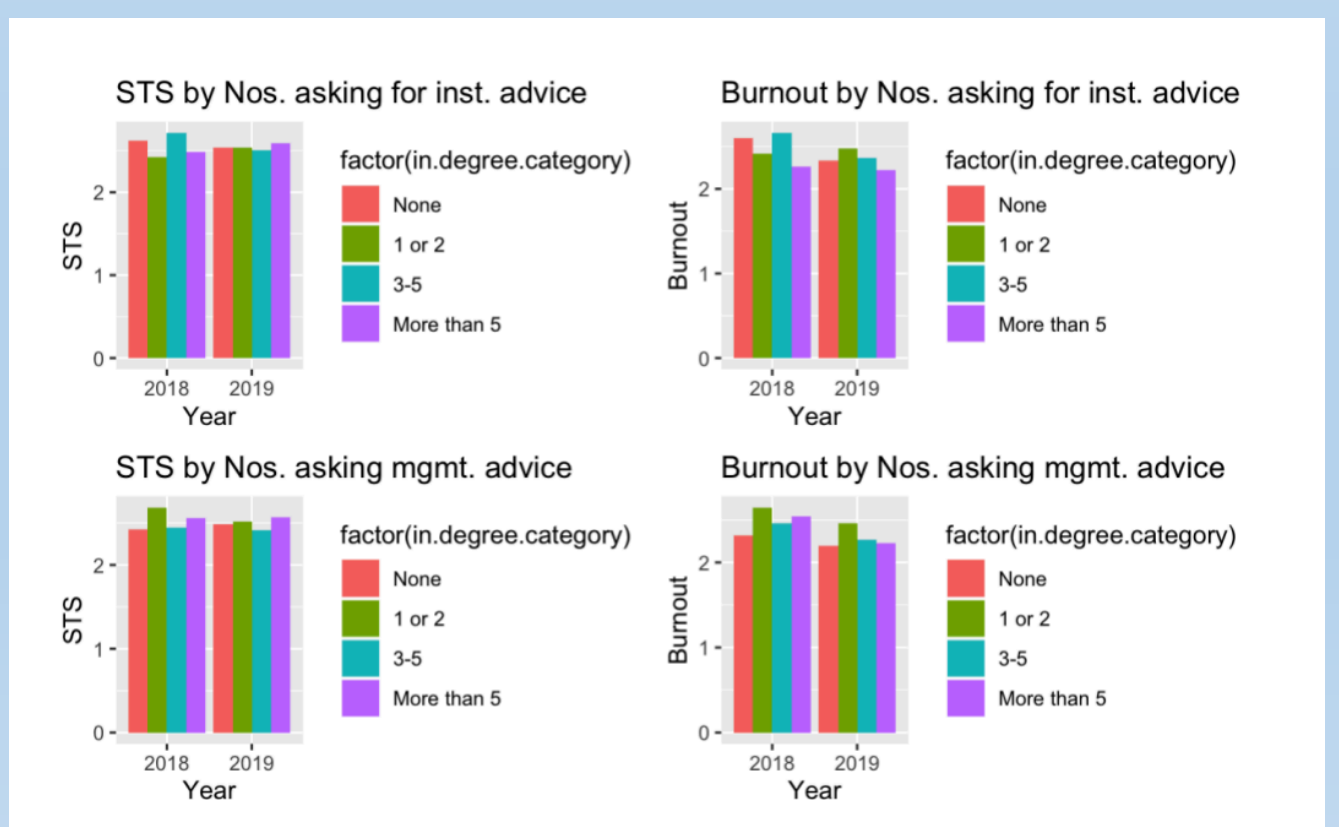 STS by Nos. asking for inst. advice
factor(in.degree.category)
None
1 or 2
3-5
More than 5
STS
2
1
0
2018 2019
Year
Burnout by Nos. asking for inst. advice
factor(in.degree.category)
None
1 or 2
3-5
More than 5
Burnout
2
1
0
2018 2019
Year
STS by Nos. asking mgmt. advice
factor(in.degree.category)
None
1 or 2
3-5
More than 5
STS
2
1
0
2018 2019
Year
Burnout by Nos. asking mgmt. advice
factor(in.degree.category)
None
1 or 2
3-5
More than 5
Burnout
2
1
0
2018 2019
Year